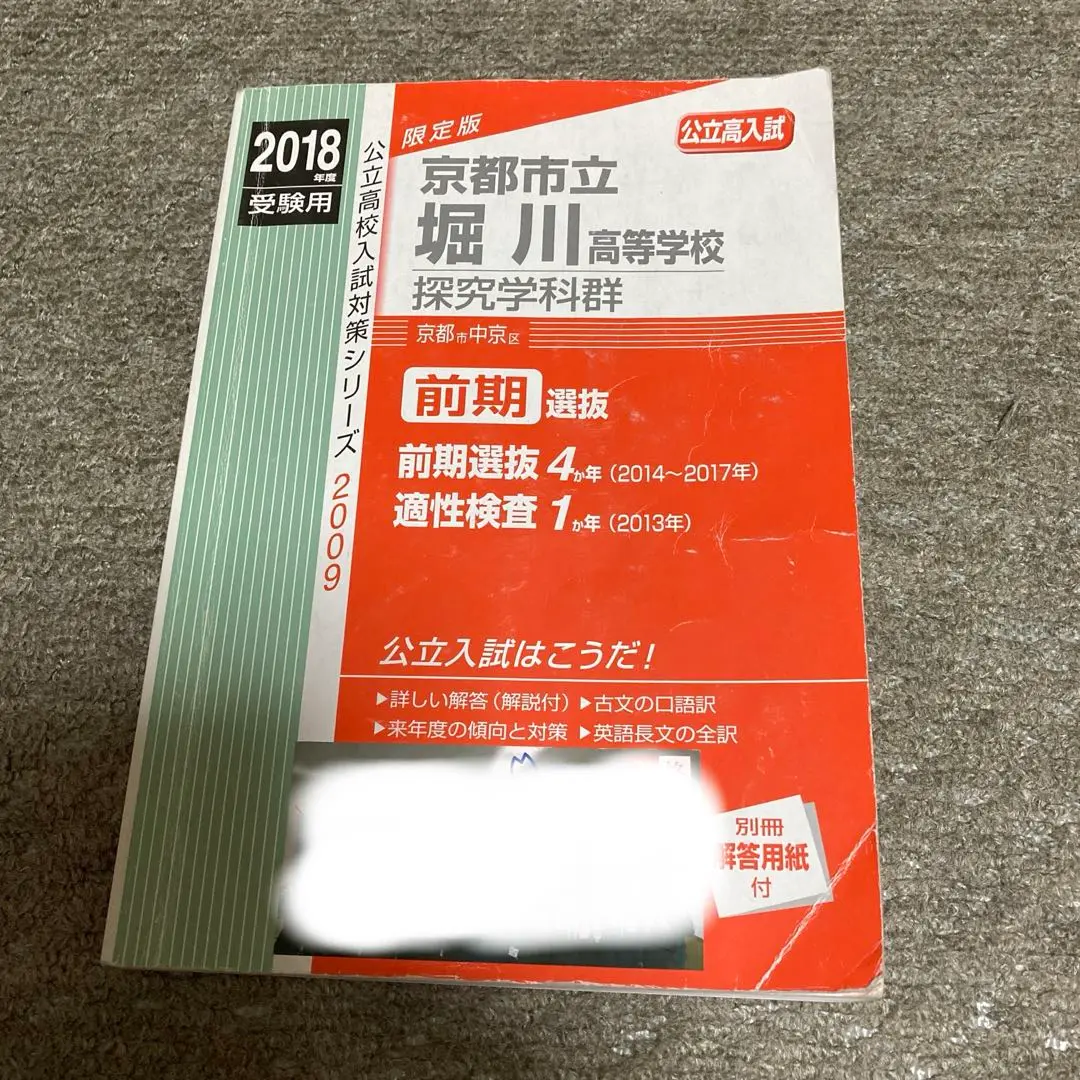 2018
年度
受験用
公立高校入試対策シリーズ 2009
限定版
公立高入試
京都市立
堀川高等学校
探究学科群
京都市中京区
前期選抜
前期選抜4か年(2014～2017年)
適性検査1か年(2013年)
公立入試はこうだ!
▶詳しい解答(解説付) ▶古文の口語訳
▶来年度の傾向と対策 ▶英語長文の全訳
別冊
解答用紙
付